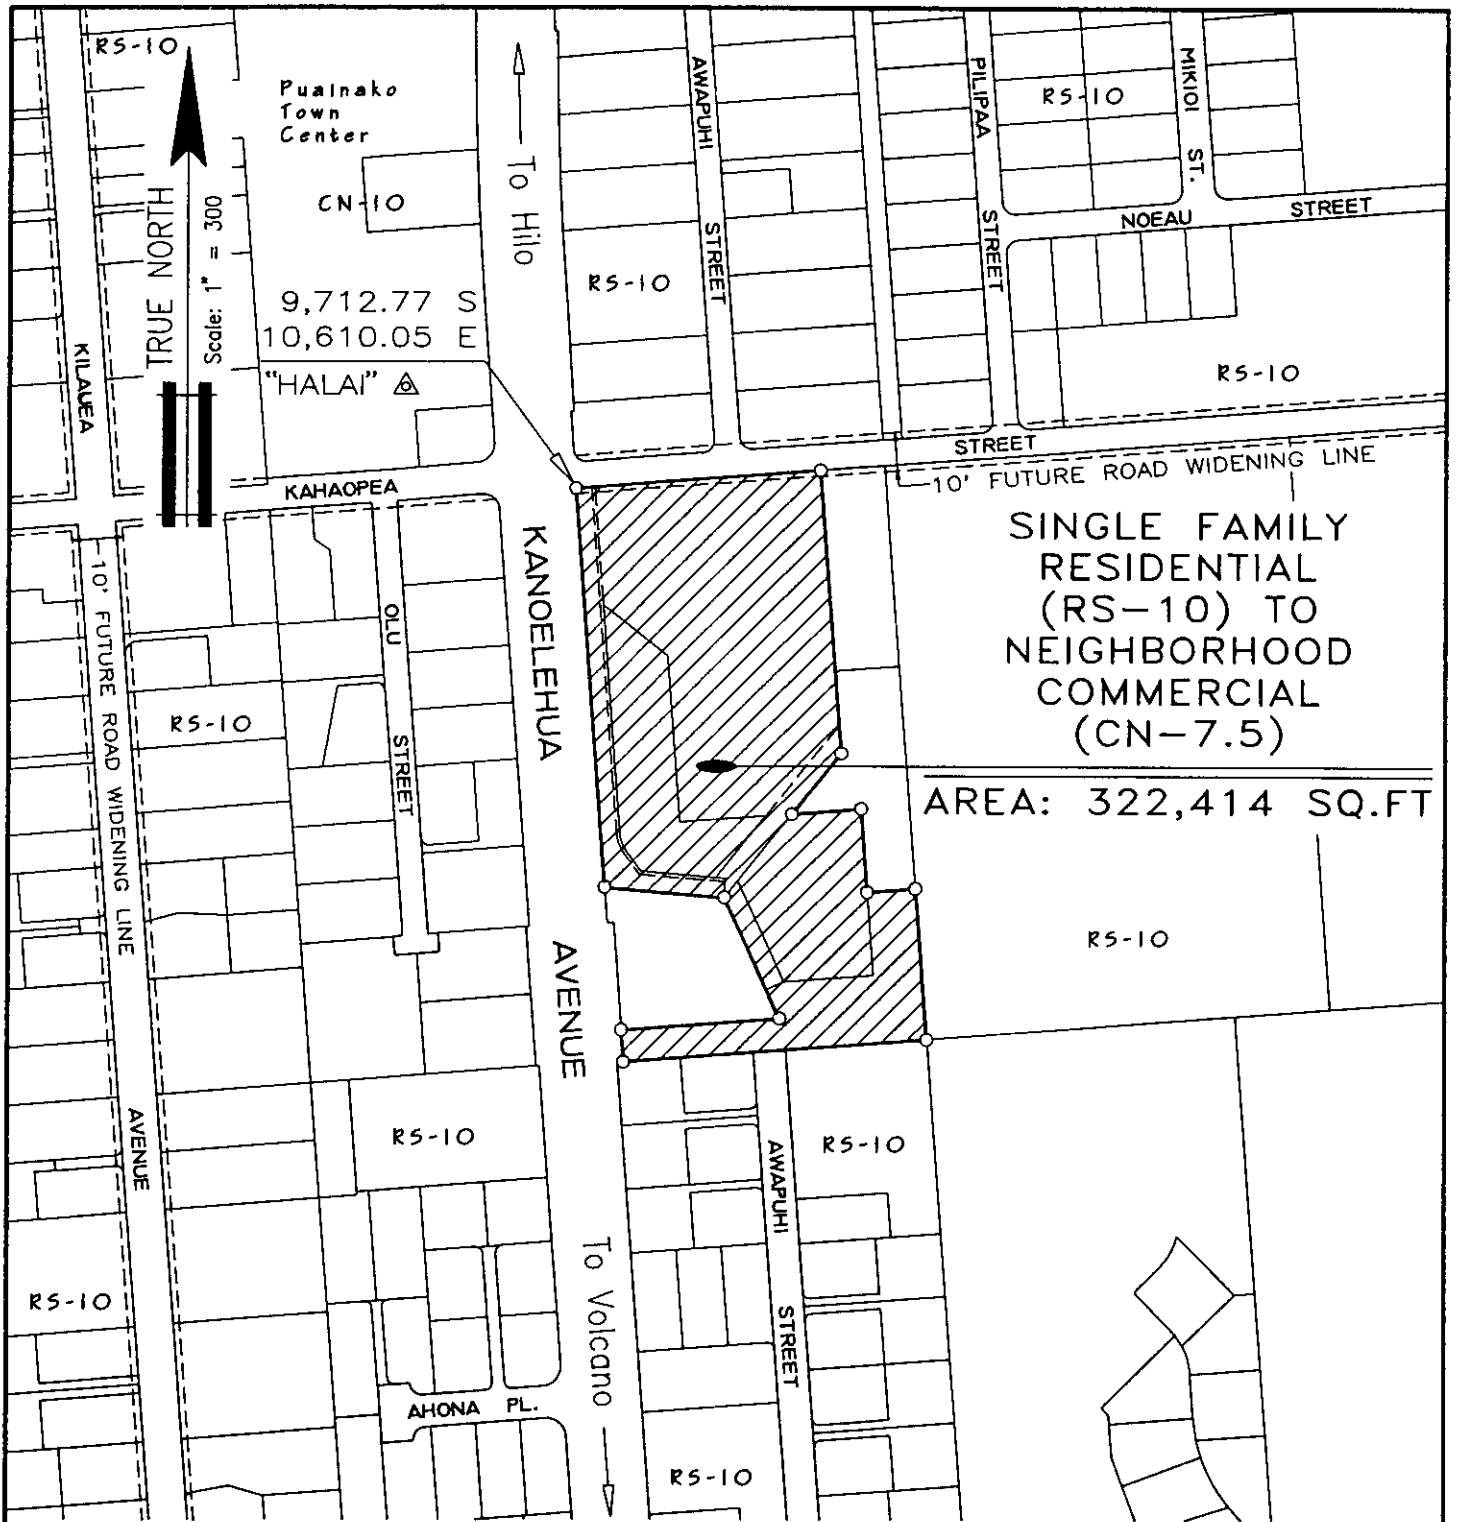 RS-10
Puainako
Town
Center
CN-10
TRUE NORTH
Scale: 1" = 300
To Hilo
AWAPUHI
STREET
PILIPAA
STREET
RS-10
MIKIOI ST.
NOEAU STREET
RS-10
9,712.77 S
10,610.05 E
"HALAI"
RS-10
KILAUEA
KAHAOPEA
STREET
10' FUTURE ROAD WIDENING LINE
SINGLE FAMILY
RESIDENTIAL
(RS-10) TO
NEIGHBORHOOD
COMMERCIAL
(CN-7.5)
AREA: 322,414 SQ.FT
KANOELEHUA
OLU
STREET
10' FUTURE ROAD WIDENING LINE
RS-10
RS-10
AVENUE
AVENUE
RS-10
RS-10
AWAPUHI
STREET
RS-10
To Volcano
AHONA PL.
RS-10